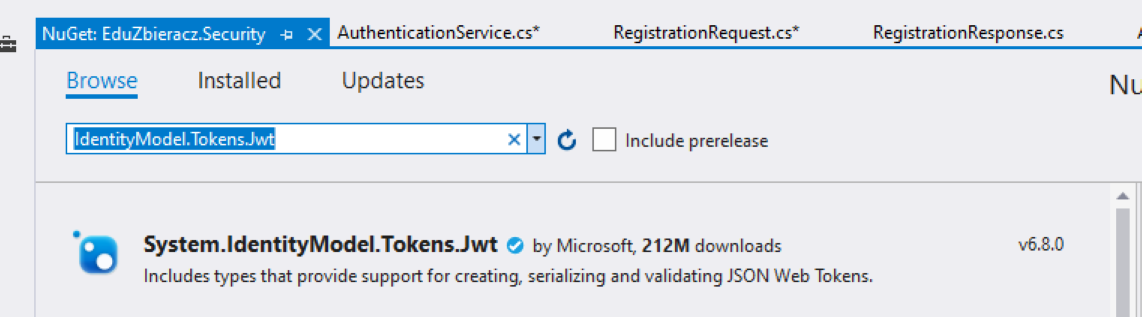 NuGet: EduZbieracz.Security AuthenticationService.cs* RegistrationRequest.cs* RegistrationResponse.cs
Browse Installed Updates Nu
IdentityModel.Tokens.Jwt Include prerelease
System.IdentityModel.Tokens.Jwt by Microsoft, 212M downloads v6.8.0
Includes types that provide support for creating, serializing and validating JSON Web Tokens.